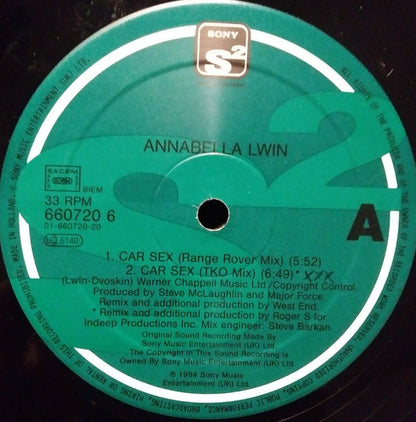 SONY
S2
ANNABELLA LWIN
SACEM
BIEM
33 RPM
660720 6
01-660720-20
LC 6140
A
1. CAR SEX (Range Rover Mix) (5:52)
2. CAR SEX (TKO Mix) (6:49)* XXX
(Lwin-Dvoskin) Warner Chappell Music Ltd/Copyright Control.
Produced by Steve McLaughlin and Major Force.
Remix and additional production by West End.
* Remix and additional production by Roger S for
Indeep Productions Inc. Mix engineer: Steve Barkan.
Original Sound Recording Made By
Sony Music Entertainment (UK) Ltd.
The Copyright In This Sound Recording is
Owned By Sony Music Entertainment (UK) Ltd
℗ 1994 Sony Music
Entertainment (UK) Ltd.
SONY MUSIC ENTERTAINMENT (UK) LTD.
MADE IN HOLLAND.
ALL RIGHTS OF THE PRODUCER AND OF THE OWNER
PUBLIC PERFORMANCE, BROADCASTING, HIRING OR RENTAL OF THIS RECORDING PROHIBITED.